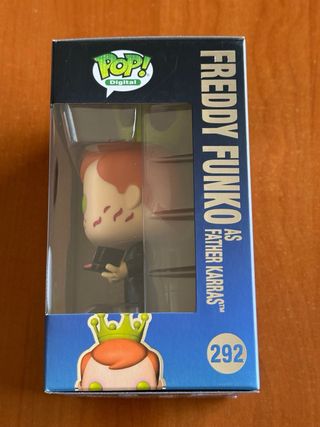 POP!
Digital
FREDDY FUNKO
AS
FATHER KARRAS™
292